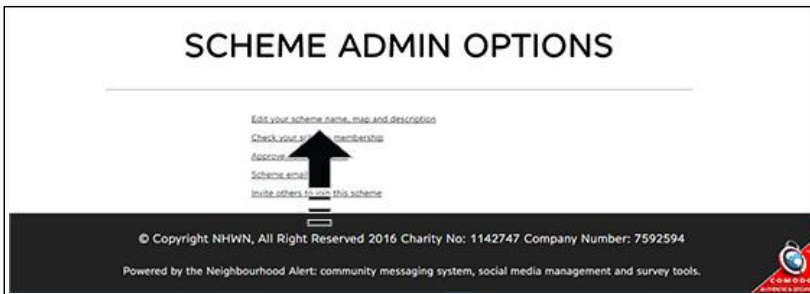 SCHEME ADMIN OPTIONS
Edit your scheme name, map and description
Check your membership
Approve
Scheme email
Invite others to join this scheme
© Copyright NHWN, All Right Reserved 2016 Charity No: 1142747 Company Number: 7592594
Powered by the Neighbourhood Alert: community messaging system, social media management and survey tools.
COMODO